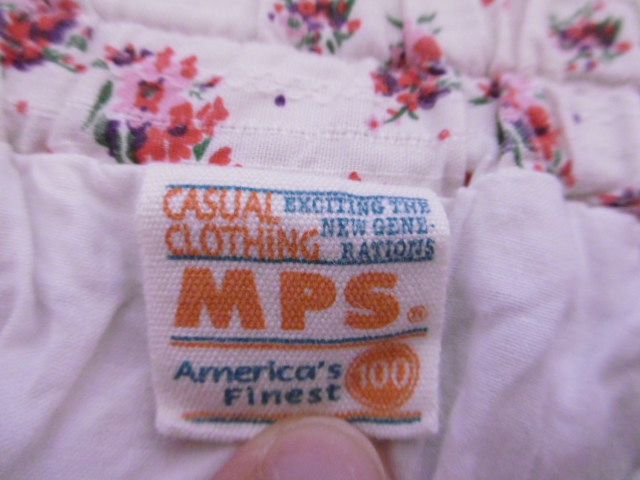 CASUAL
CLOTHING
EXCITING THE
NEW GENE-
RATIONS
MPS.®
America's
Finest
100